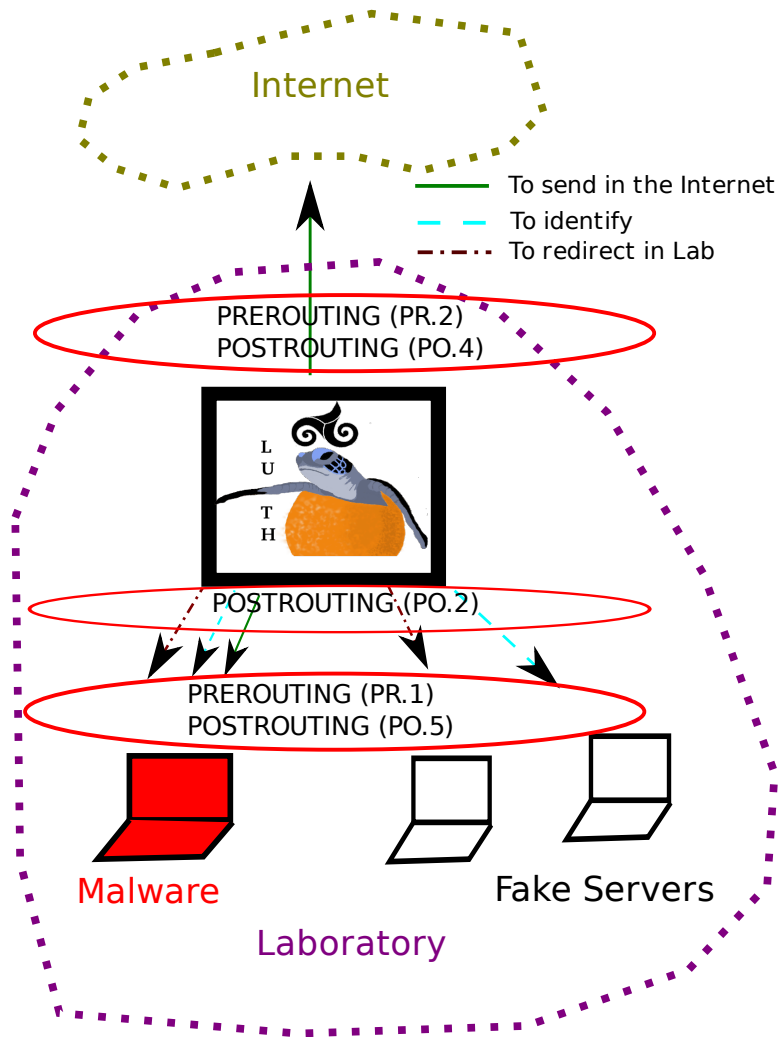 Internet
To send in the Internet
To identify
To redirect in Lab
PREROUTING (PR.2)
POSTROUTING (PO.4)
L
U
T
H
POSTROUTING (PO.2)
PREROUTING (PR.1)
POSTROUTING (PO.5)
Malware
Fake Servers
Laboratory